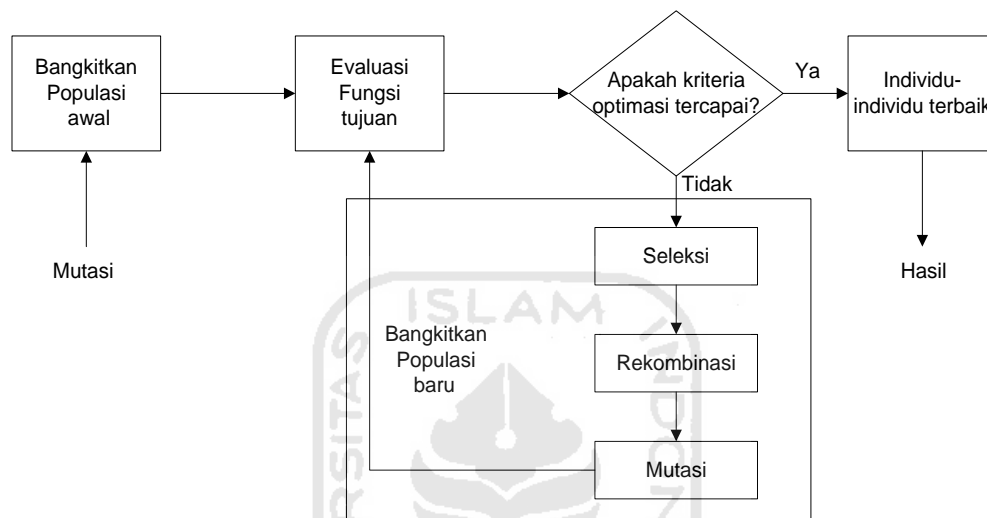 Bangkitkan
Populasi
awal
Evaluasi
Fungsi
tujuan
Apakah kriteria
optimasi tercapai?
Ya
Individu-
individu terbaik
Tidak
Mutasi
Hasil
Seleksi
Bangkitkan
Populasi
baru
Rekombinasi
Mutasi
ISLAM